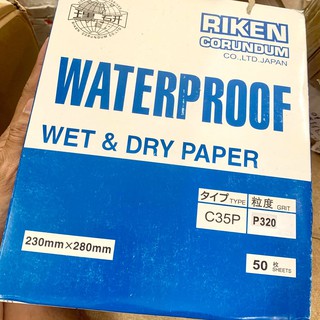 RIKEN
CORUNDUM
CO.,LTD.JAPAN
WATERPROOF
WET & DRY PAPER
タイプ TYPE 粒度 GRIT
C35P P320
230mm×280mm
50 枚 SHEETS